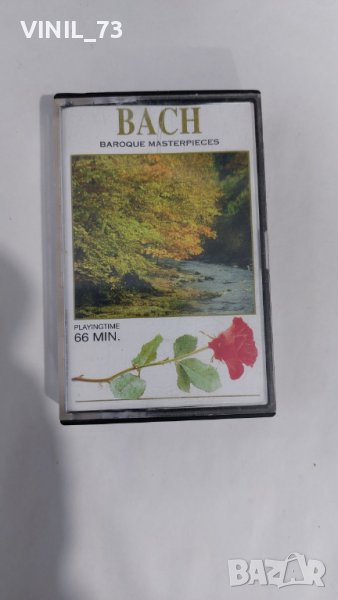 VINIL_73
BACH
BAROQUE MASTERPIECES
PLAYINGTIME
66 MIN.
BAZAR